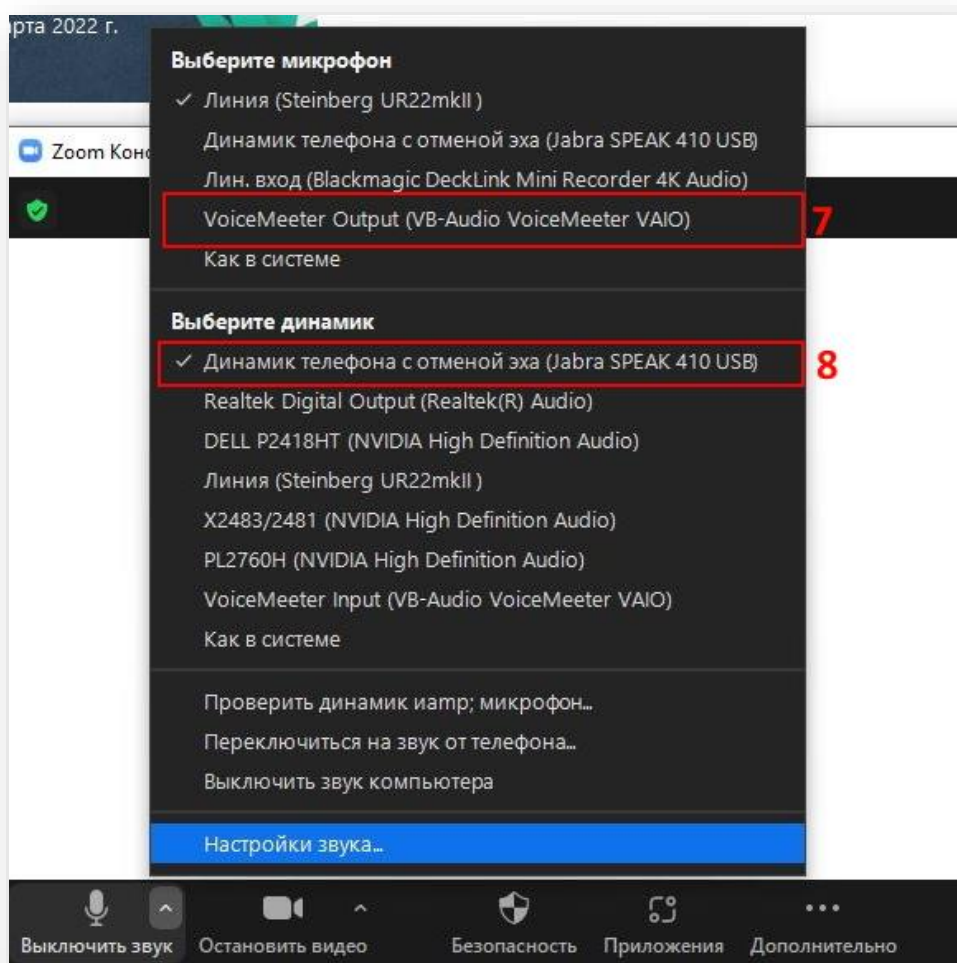 рта 2022 г.
Выберите микрофон
✓ Линия (Steinberg UR22mkII )
Динамик телефона с отменой эха (Jabra SPEAK 410 USB)
Zoom Кон
Лин. вход (Blackmagic DeckLink Mini Recorder 4K Audio)
VoiceMeeter Output (VB-Audio VoiceMeeter VAIO)
7
Как в системе
Выберите динамик
✓ Динамик телефона с отменой эха (Jabra SPEAK 410 USB)
8
Realtek Digital Output (Realtek(R) Audio)
DELL P2418HT (NVIDIA High Definition Audio)
Линия (Steinberg UR22mkII )
X2483/2481 (NVIDIA High Definition Audio)
PL2760H (NVIDIA High Definition Audio)
VoiceMeeter Input (VB-Audio VoiceMeeter VAIO)
Как в системе
Проверить динамик иamp; микрофон...
Переключиться на звук от телефона...
Выключить звук компьютера
Настройки звука...
Выключить звук Остановить видео Безопасность Приложения Дополнительно